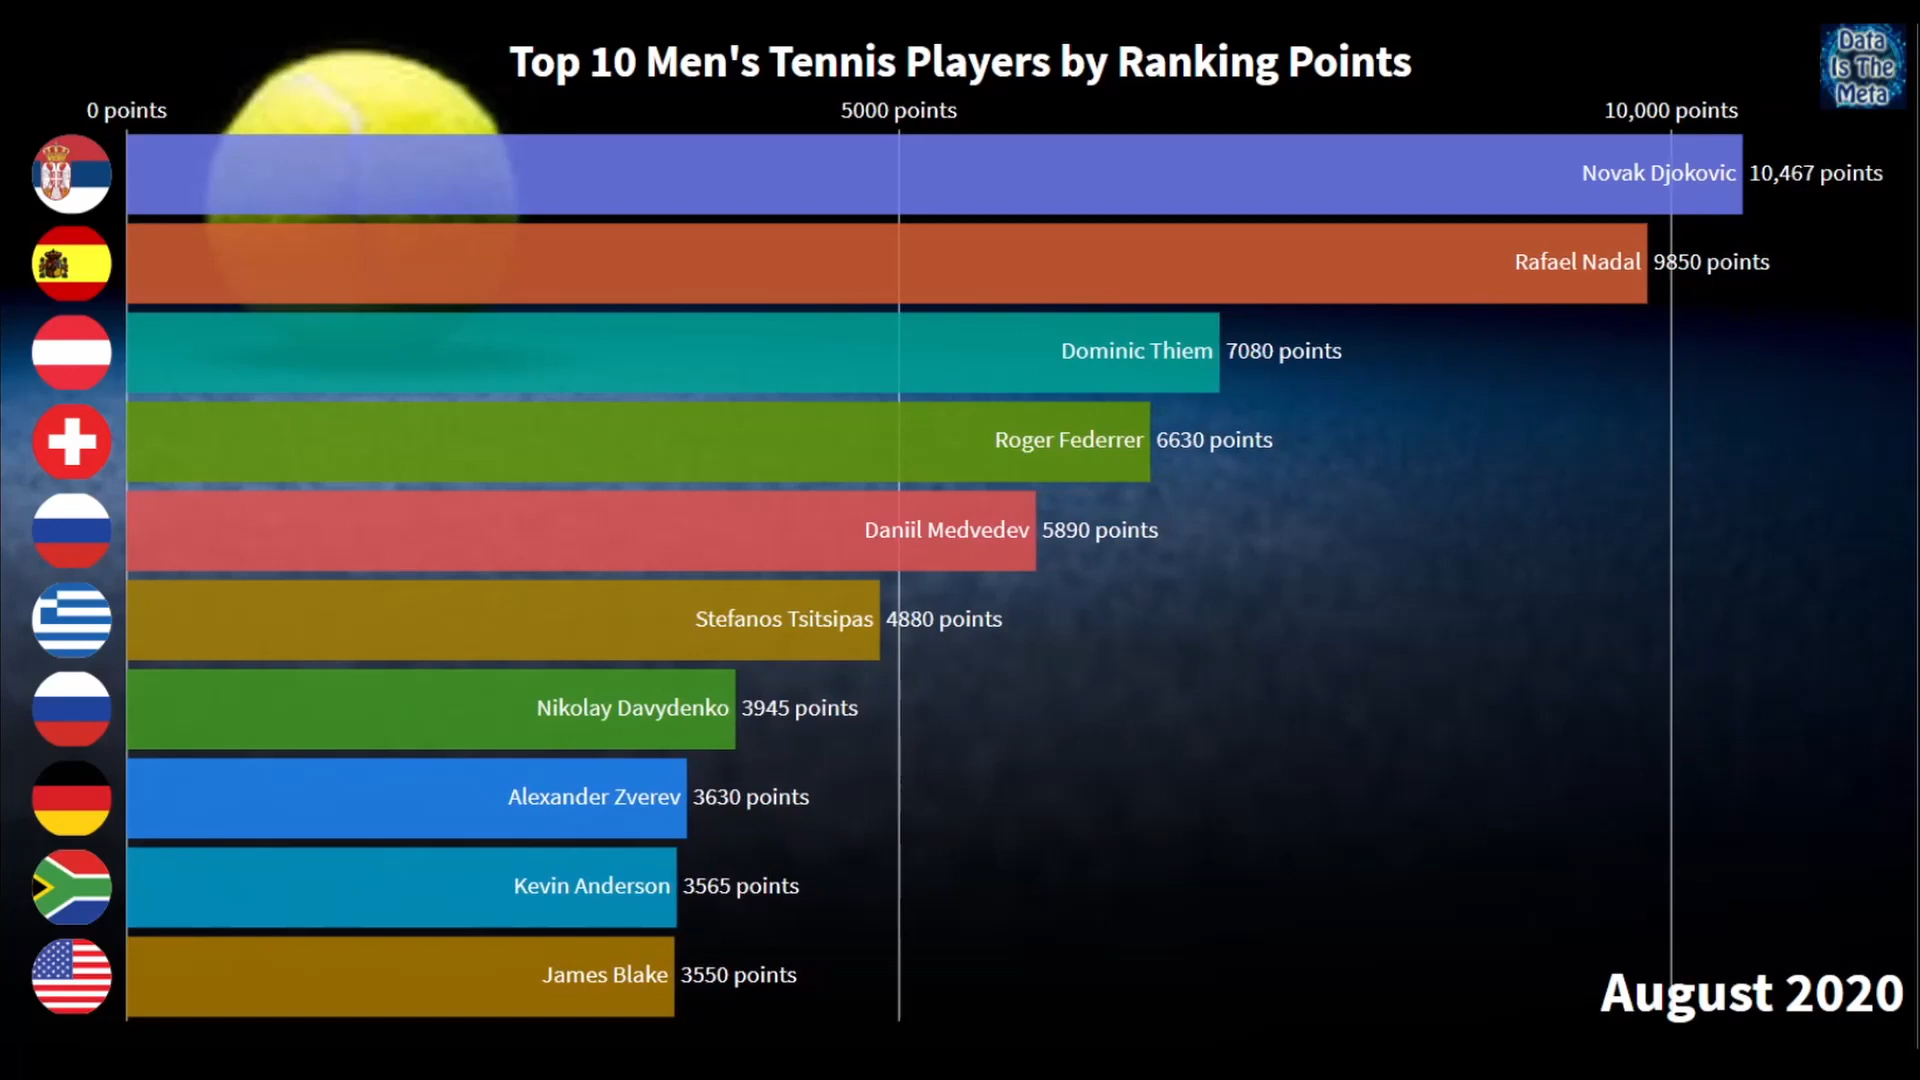 Top 10 Men's Tennis Players by Ranking Points
Data
Is The
Meta
0 points 5000 points 10,000 points
Novak Djokovic 10,467 points
Rafael Nadal 9850 points
Dominic Thiem 7080 points
Roger Federrer 6630 points
Daniil Medvedev 5890 points
Stefanos Tsitsipas 4880 points
Nikolay Davydenko 3945 points
Alexander Zverev 3630 points
Kevin Anderson 3565 points
James Blake 3550 points
August 2020